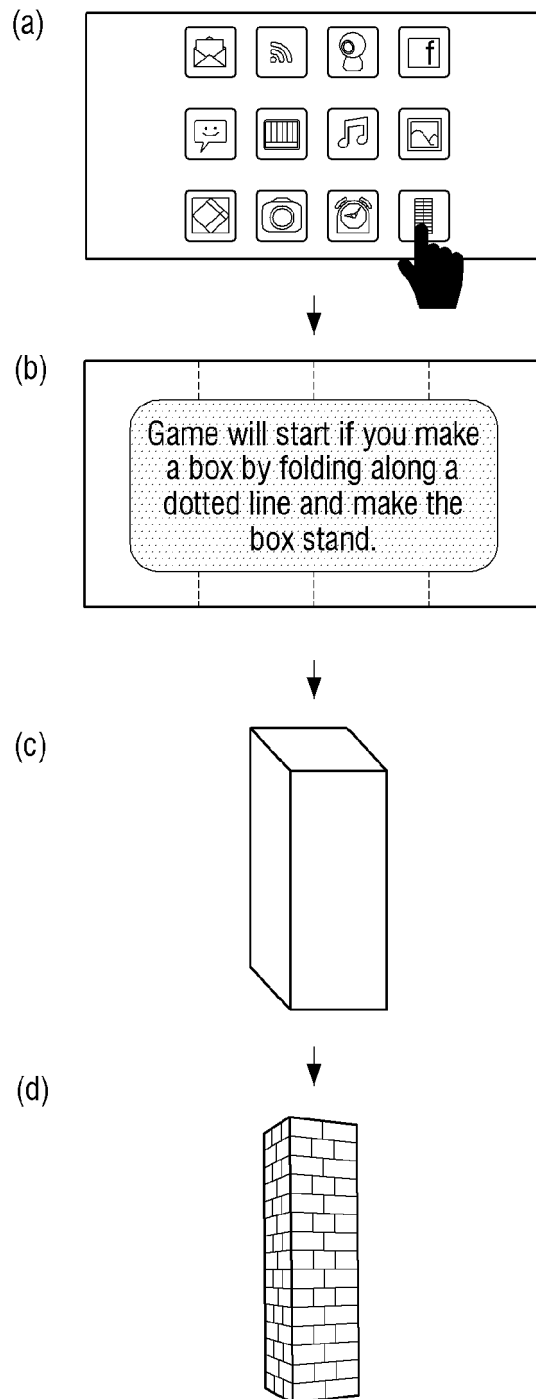 (a)
f
(b)
Game will start if you make
a box by folding along a
dotted line and make the
box stand.
(c)
(d)